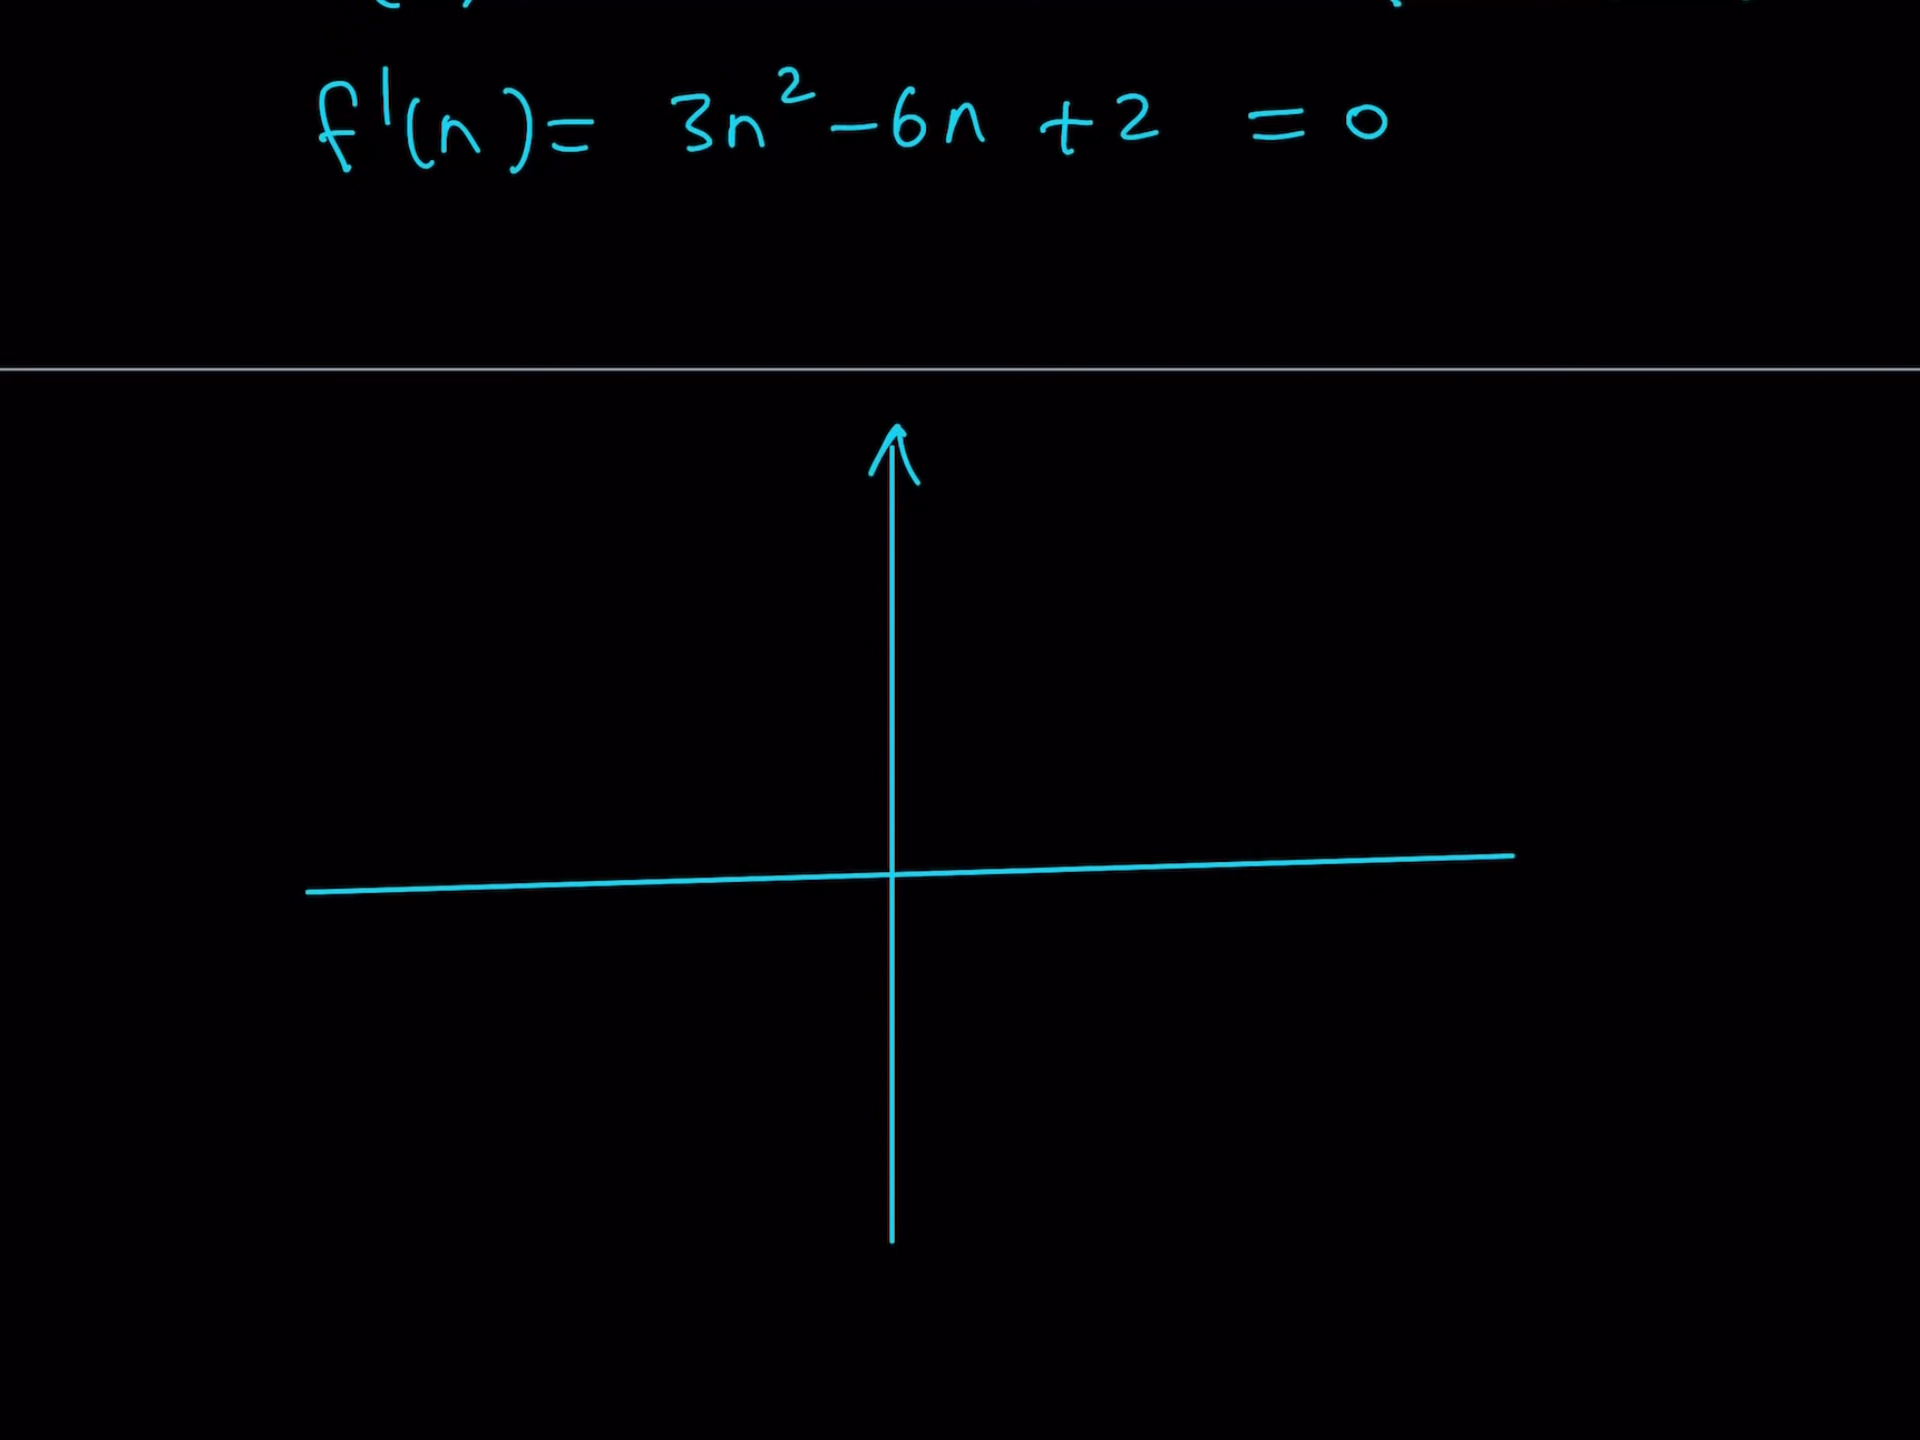 f'(n) = 3n² - 6n + 2 = 0